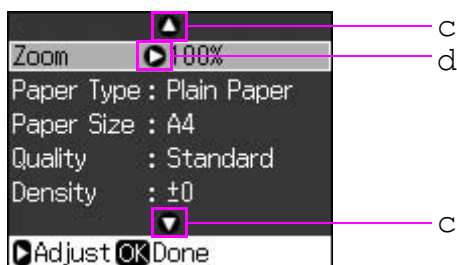 c
Zoom 100%
d
Paper Type : Plain Paper
Paper Size : A4
Quality : Standard
Density : ±0
c
Adjust OK Done